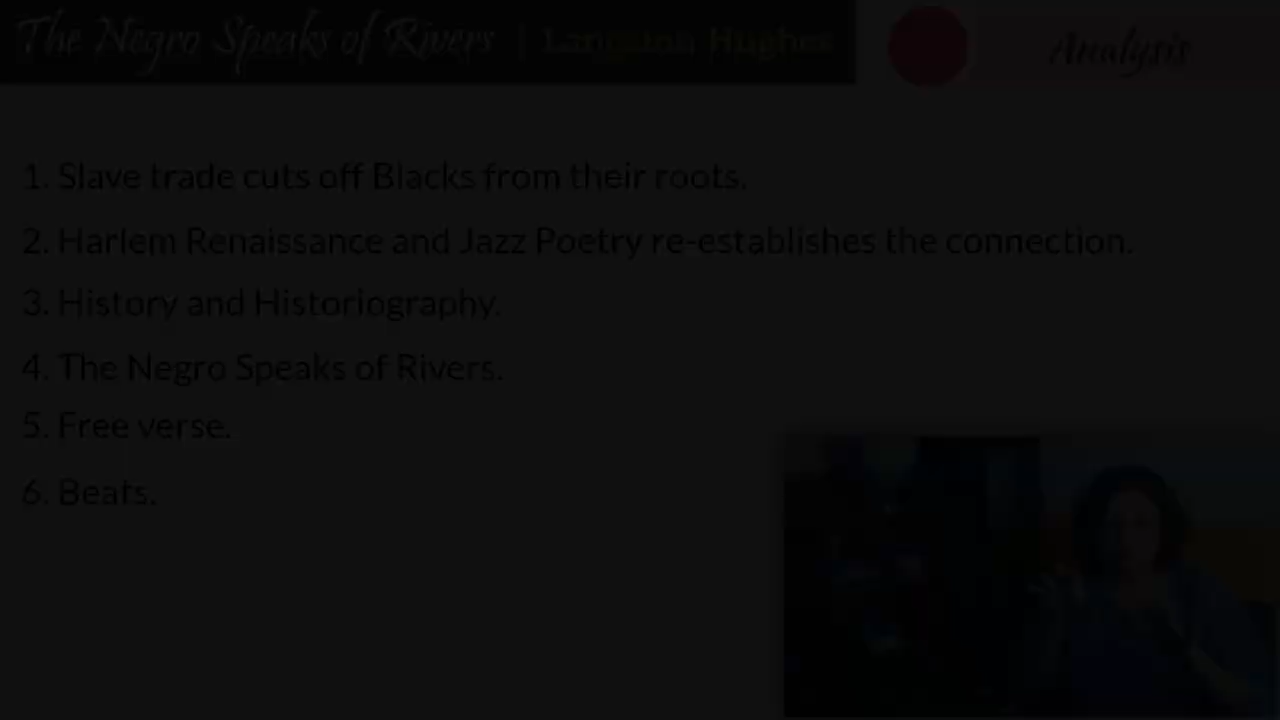 The Negro Speaks of Rivers | Langston Hughes
Analysis
1. Slave trade cuts off Blacks from their roots.
2. Harlem Renaissance and Jazz Poetry re-establishes the connection.
3. History and Historiography.
4. The Negro Speaks of Rivers.
5. Free verse.
6. Beats.